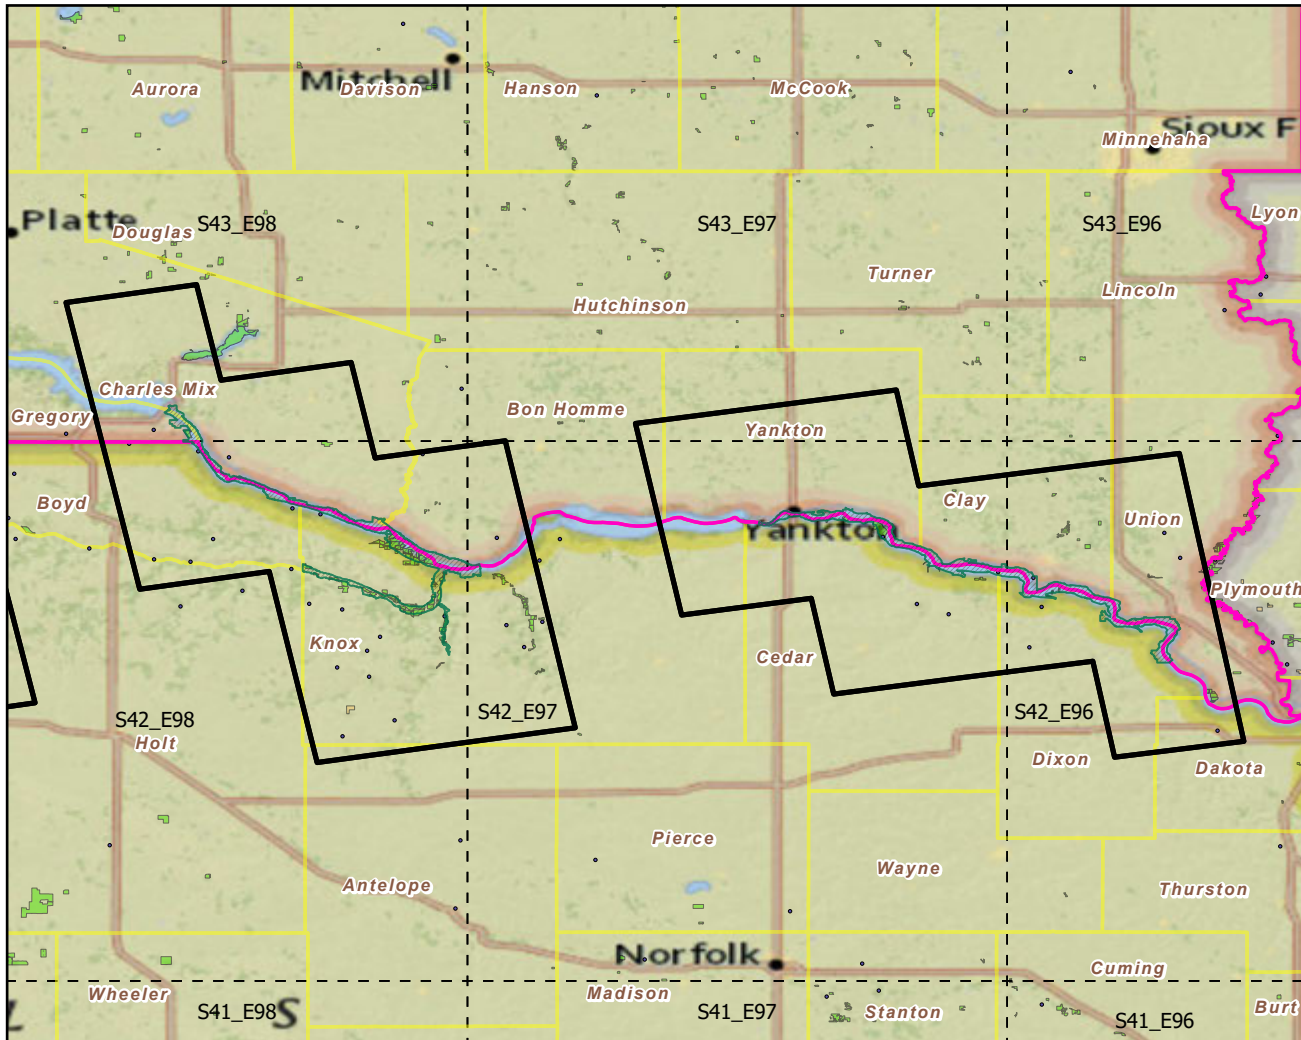 Mitchell
Aurora
Davison
Hanson
McCook
Sioux F
Minnehaha
Platte
Douglas
S43_E98
S43_E97
S43_E96
Lyon
Turner
Hutchinson
Lincoln
Charles Mix
Gregory
Bon Homme
Yankton
Boyd
Clay
Union
Yankton
Plymouth
Knox
Cedar
S42_E98
S42_E97
S42_E96
Holt
Dixon
Dakota
Pierce
Wayne
Antelope
Thurston
Norfolk
Cuming
Wheeler
Madison
S41_E98
S
S41_E97
Stanton
S41_E96
Burt
L